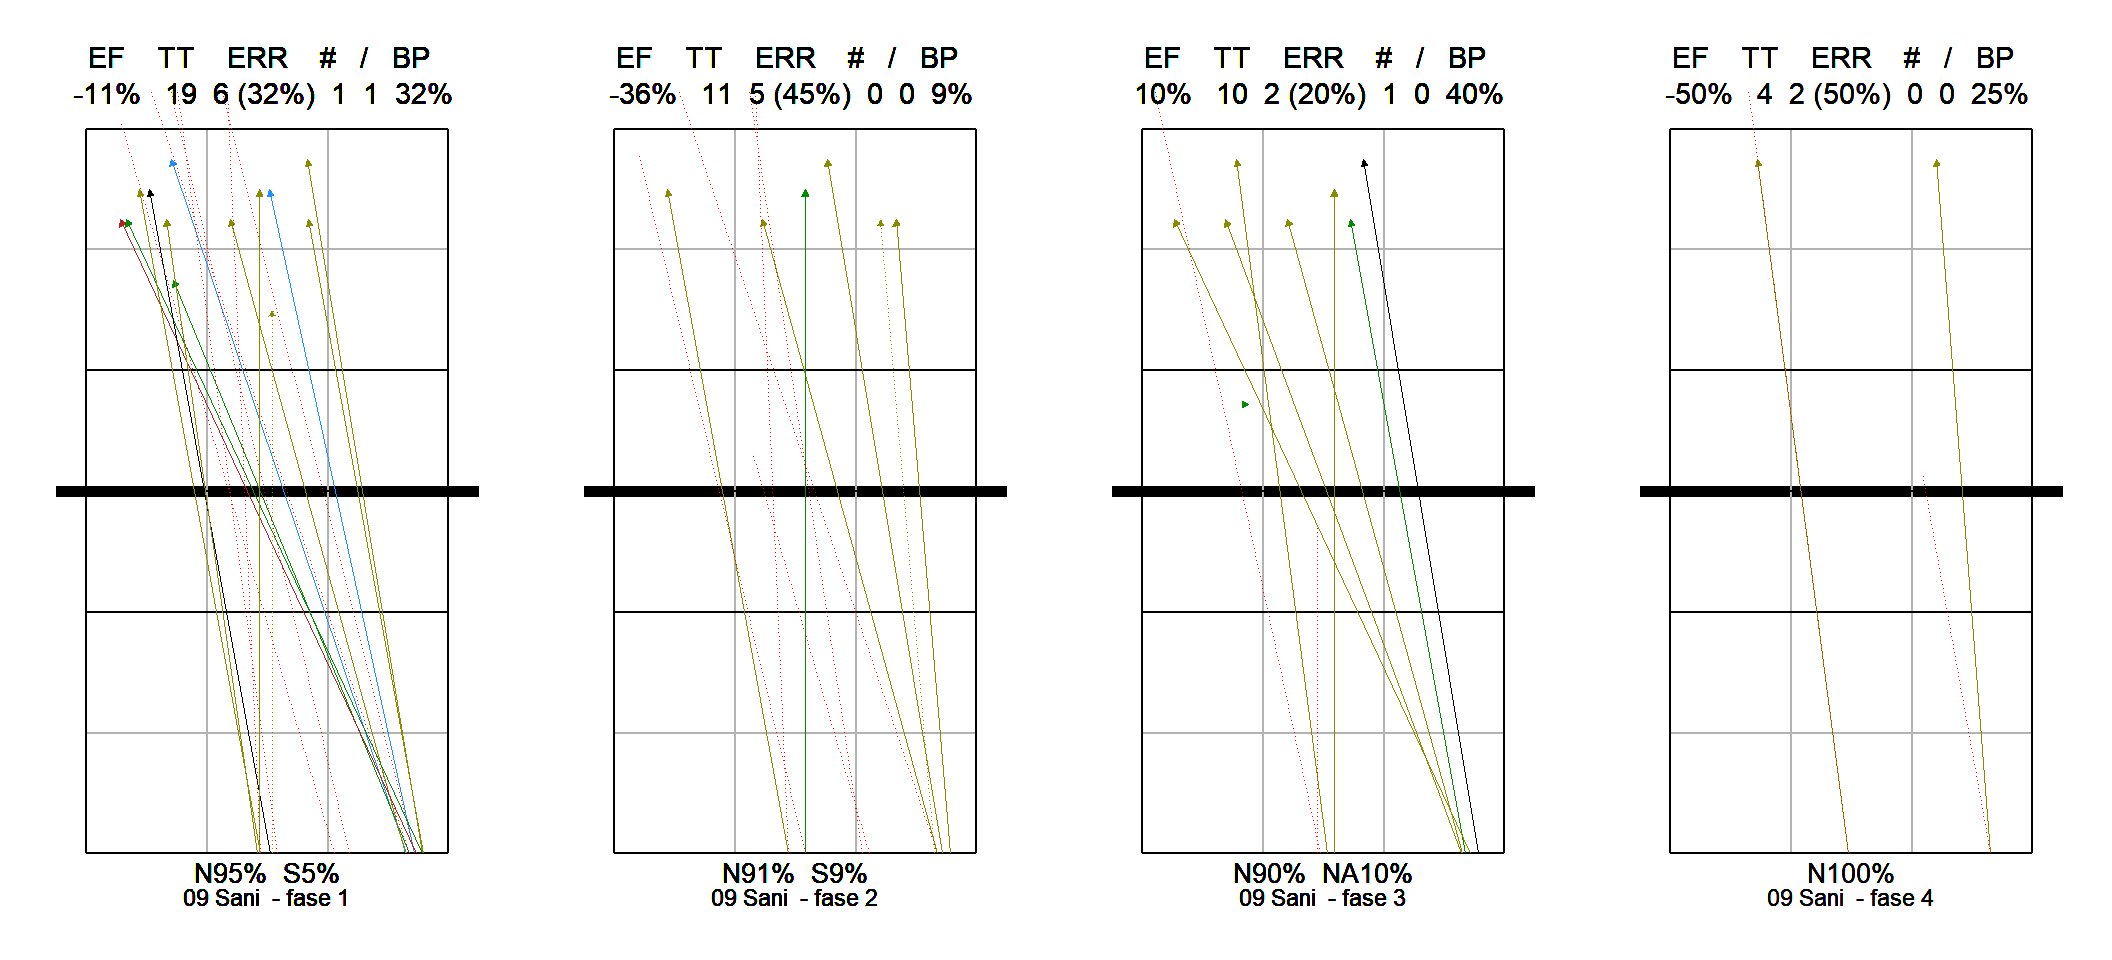 EF TT ERR # / BP
-11% 19 6 (32%) 1 1 32%
N95% S5%
09 Sani - fase 1
EF TT ERR # / BP
-36% 11 5 (45%) 0 0 9%
N91% S9%
09 Sani - fase 2
EF TT ERR # / BP
10% 10 2 (20%) 1 0 40%
N90% NA10%
09 Sani - fase 3
EF TT ERR # / BP
-50% 4 2 (50%) 0 0 25%
N100%
09 Sani - fase 4